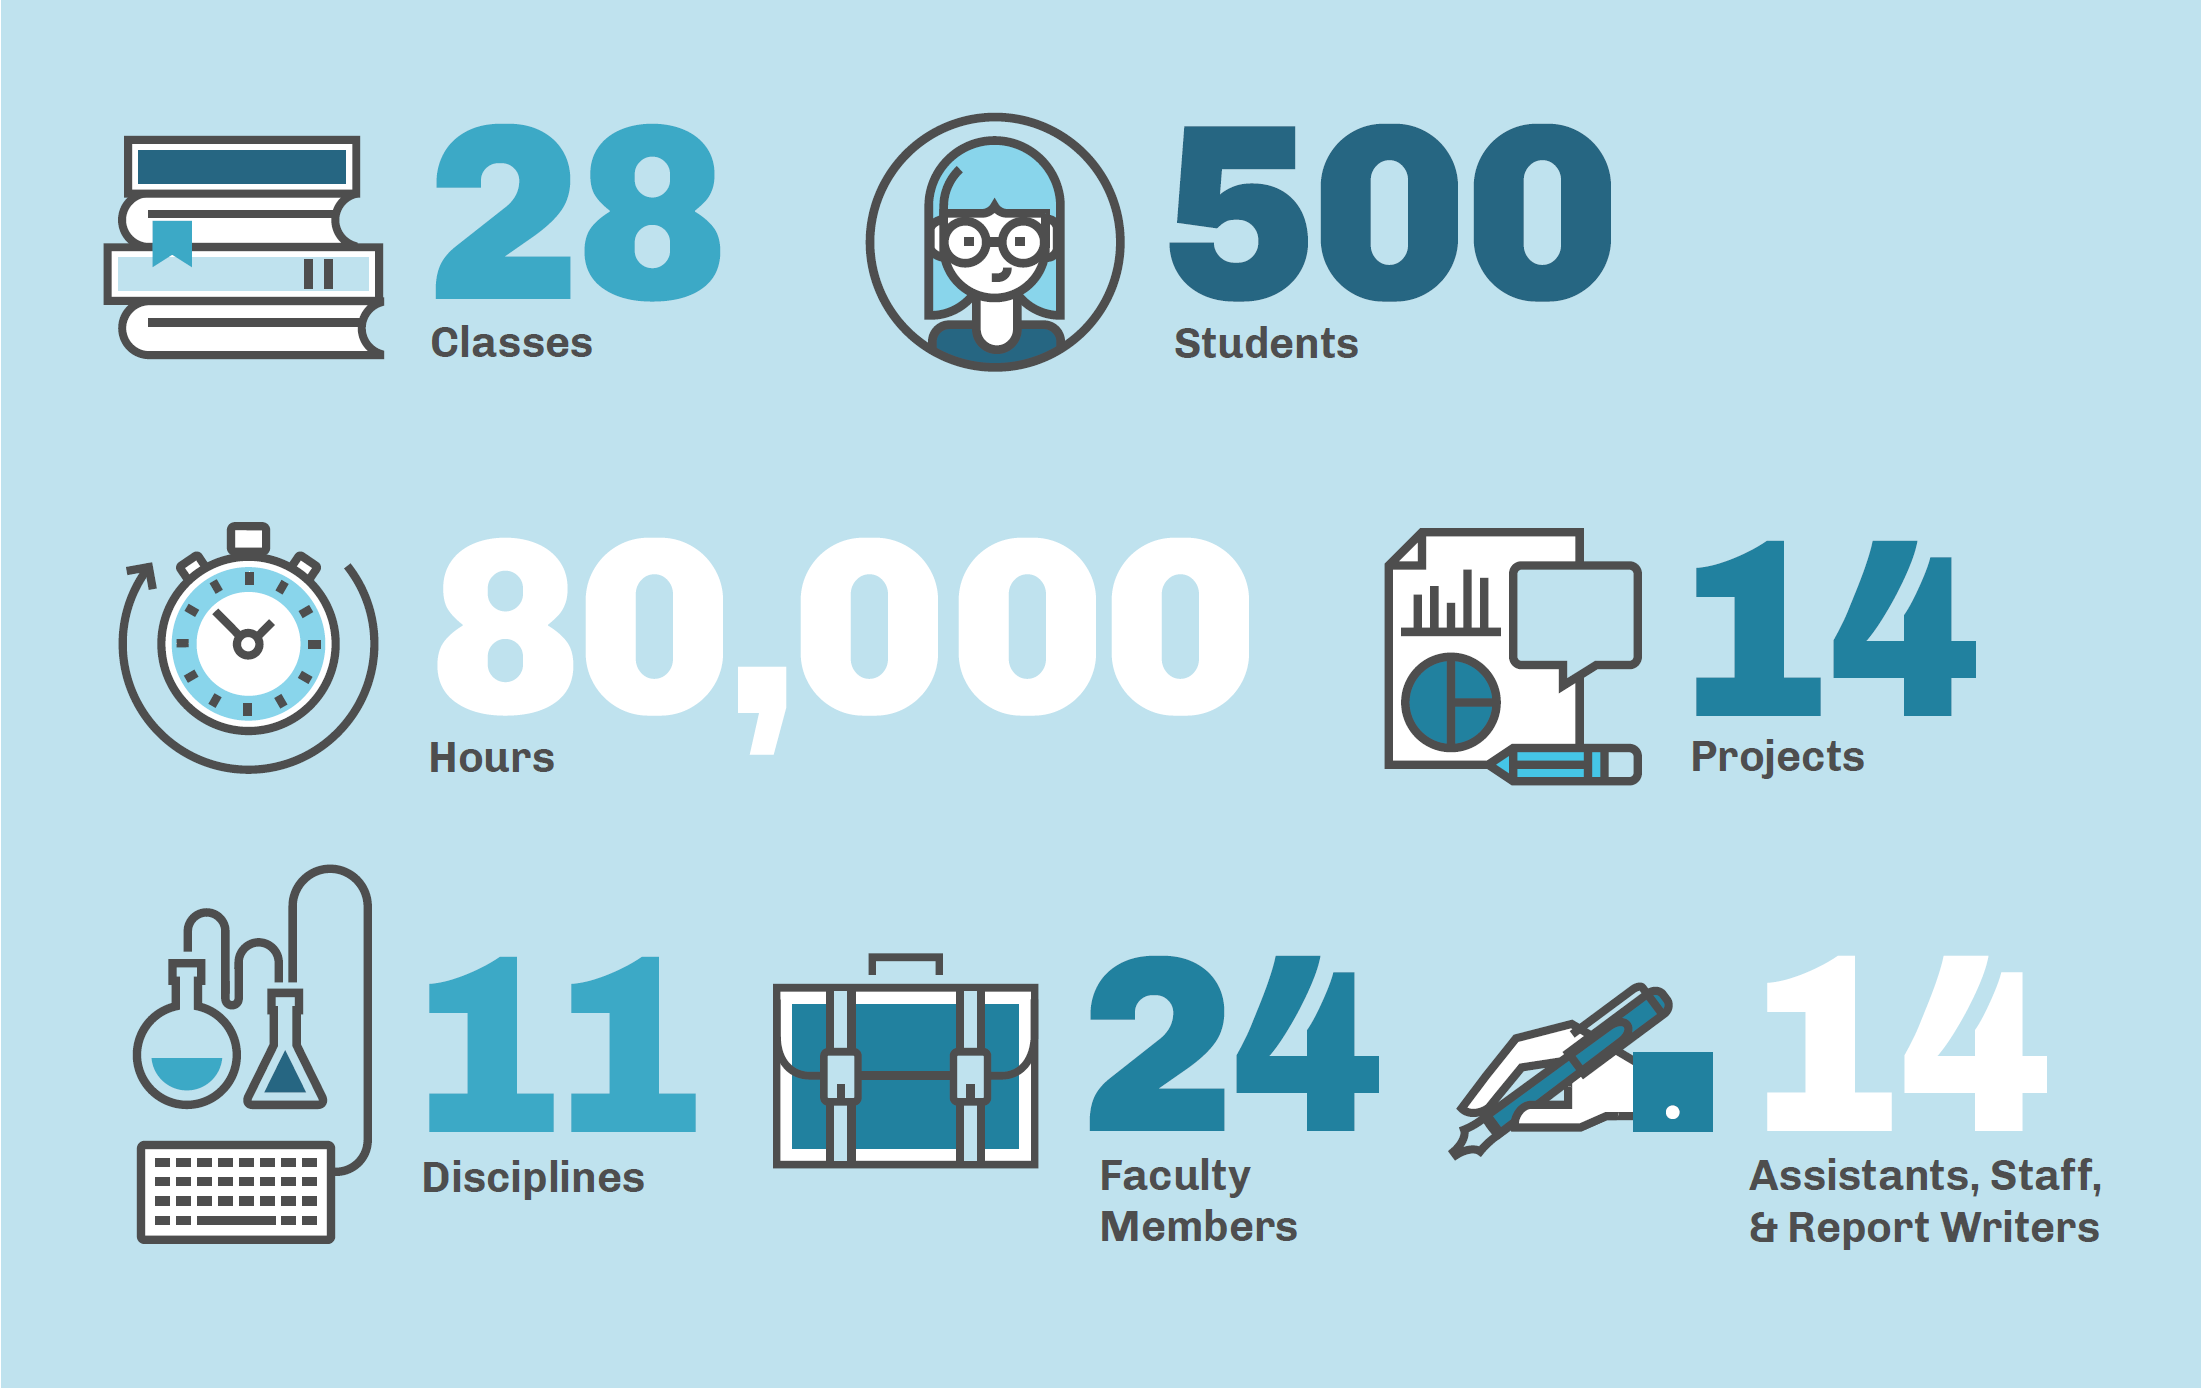 28
Classes
500
Students
80,000
Hours
14
Projects
11
Disciplines
24
Faculty
Members
14
Assistants, Staff,
& Report Writers